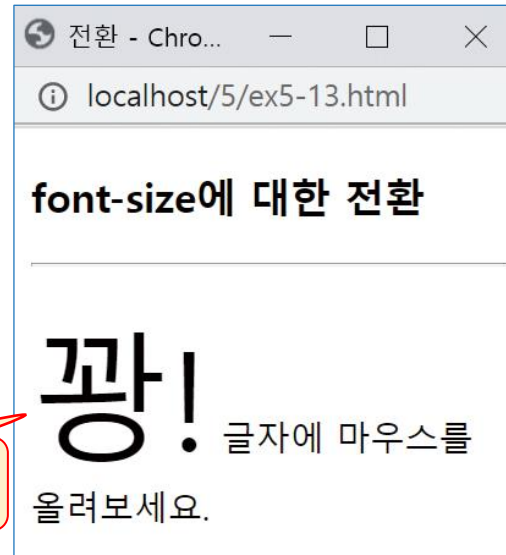 전환 - Chro...
localhost/5/ex5-13.html
font-size에 대한 전환
꽝! 글자에 마우스를
올려보세요.